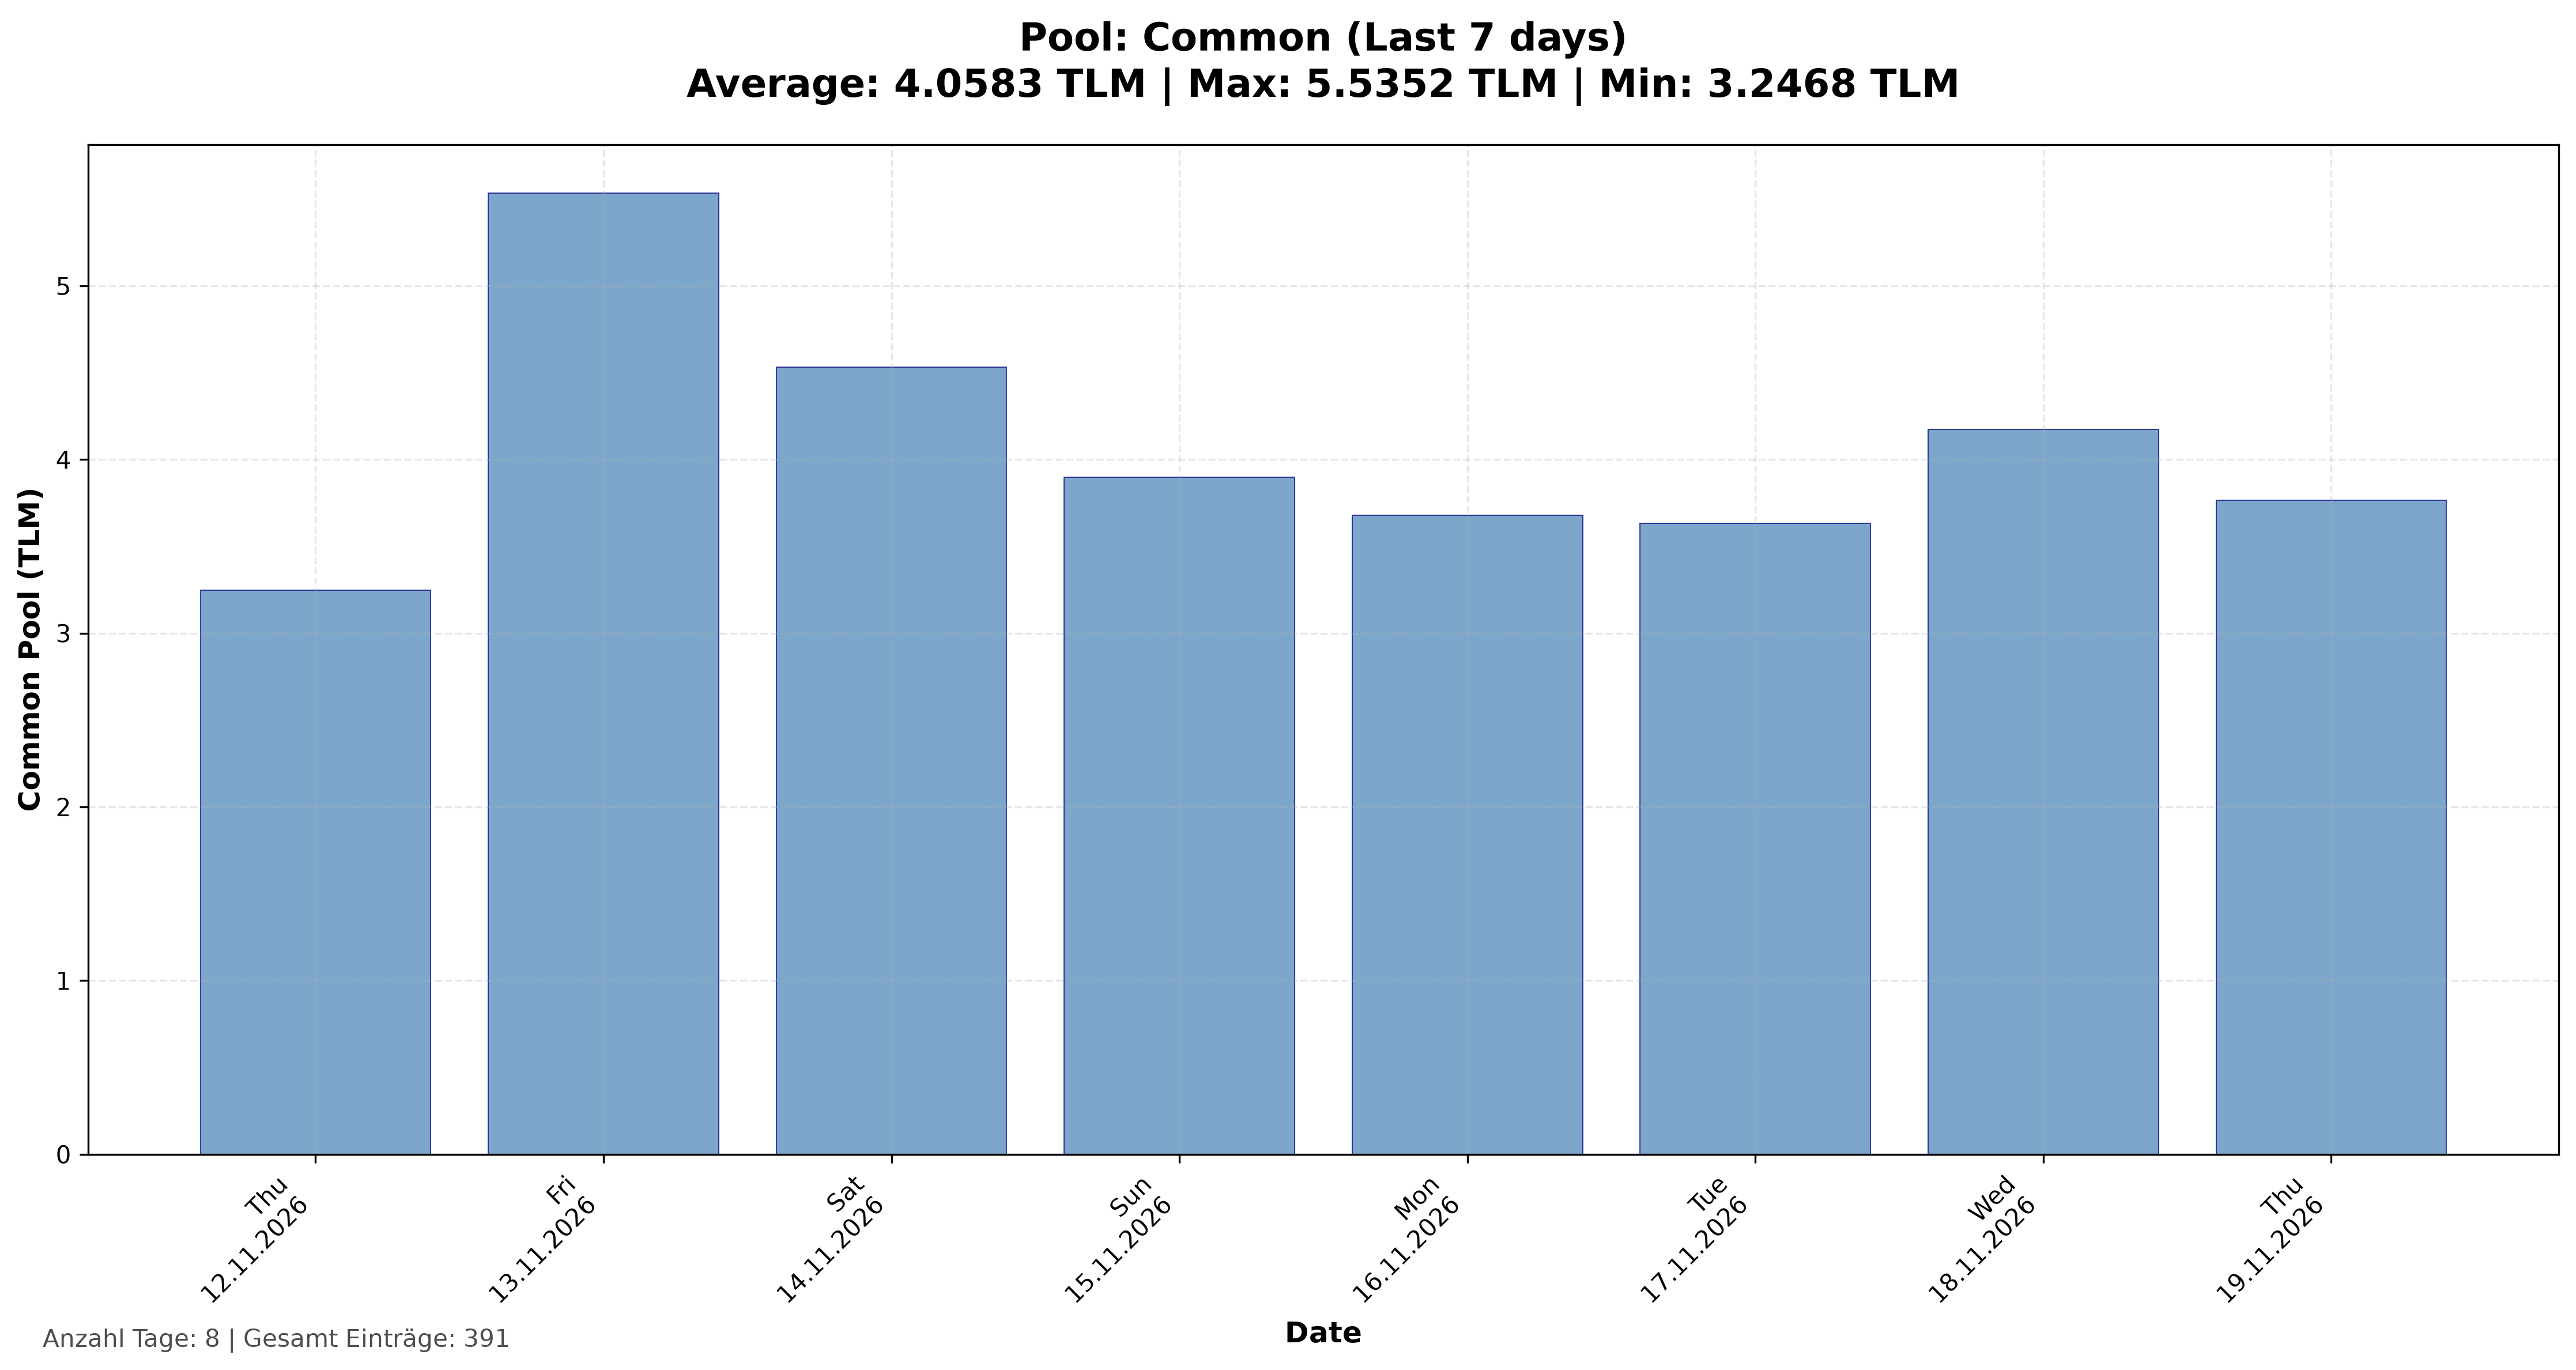 Pool: Common (Last 7 days)
Average: 4.0583 TLM | Max: 5.5352 TLM | Min: 3.2468 TLM
Common Pool (TLM)
5
4
3
2
1
0
Thu
12.11.2026
Fri
13.11.2026
Sat
14.11.2026
Sun
15.11.2026
Mon
16.11.2026
Tue
17.11.2026
Wed
18.11.2026
Thu
19.11.2026
Date
Anzahl Tage: 8 | Gesamt Einträge: 391